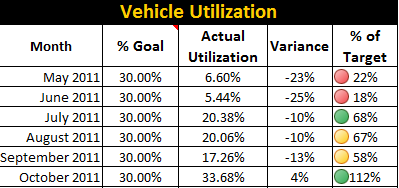 Vehicle Utilization
Month % Goal Actual Utilization Variance % of Target
May 2011 30.00% 6.60% -23% 22%
June 2011 30.00% 5.44% -25% 18%
July 2011 30.00% 20.38% -10% 68%
August 2011 30.00% 20.06% -10% 67%
September 2011 30.00% 17.26% -13% 58%
October 2011 30.00% 33.68% 4% 112%